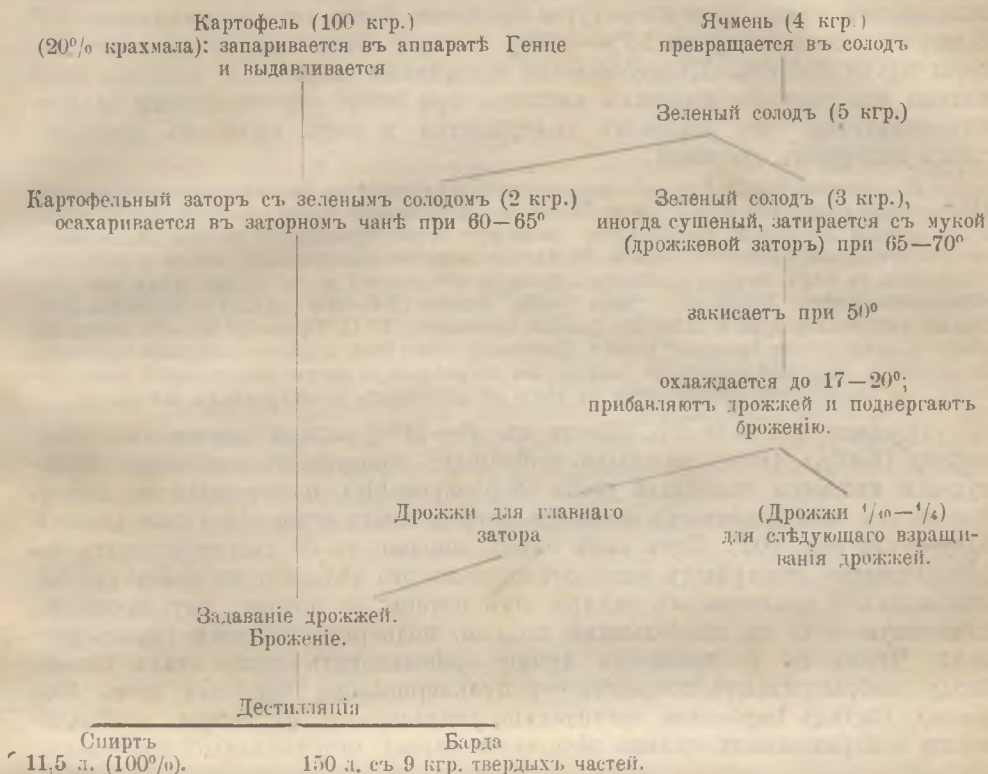 Картофель (100 кгр.)
(20% крахмала): запаривается въ аппаратѣ Генце
и выдавливается
Ячмень (4 кгр.)
превращается въ солодъ
Зеленый солодъ (5 кгр.)
Картофельный заторъ съ зеленымъ солодомъ (2 кгр.)
осахаривается въ заторномъ чанѣ при 60—65⁰
Зеленый солодъ (3 кгр.),
иногда сушеный, затирается съ мукой
(дрожжевой заторъ) при 65—70⁰
закисаетъ при 50⁰
охлаждается до 17—20⁰;
прибавляютъ дрожжей и подвергаютъ
броженію.
Дрожжи для главнаго
затора
(Дрожжи ¹/₁₀—¹/₄)
для слѣдующаго взращи-
ванія дрожжей.
Задаваніе дрожжей.
Броженіе.
Дестилляція
Спиртъ
11,5 л. (100%).
Барда
150 л. съ 9 кгр. твердыхъ частей.